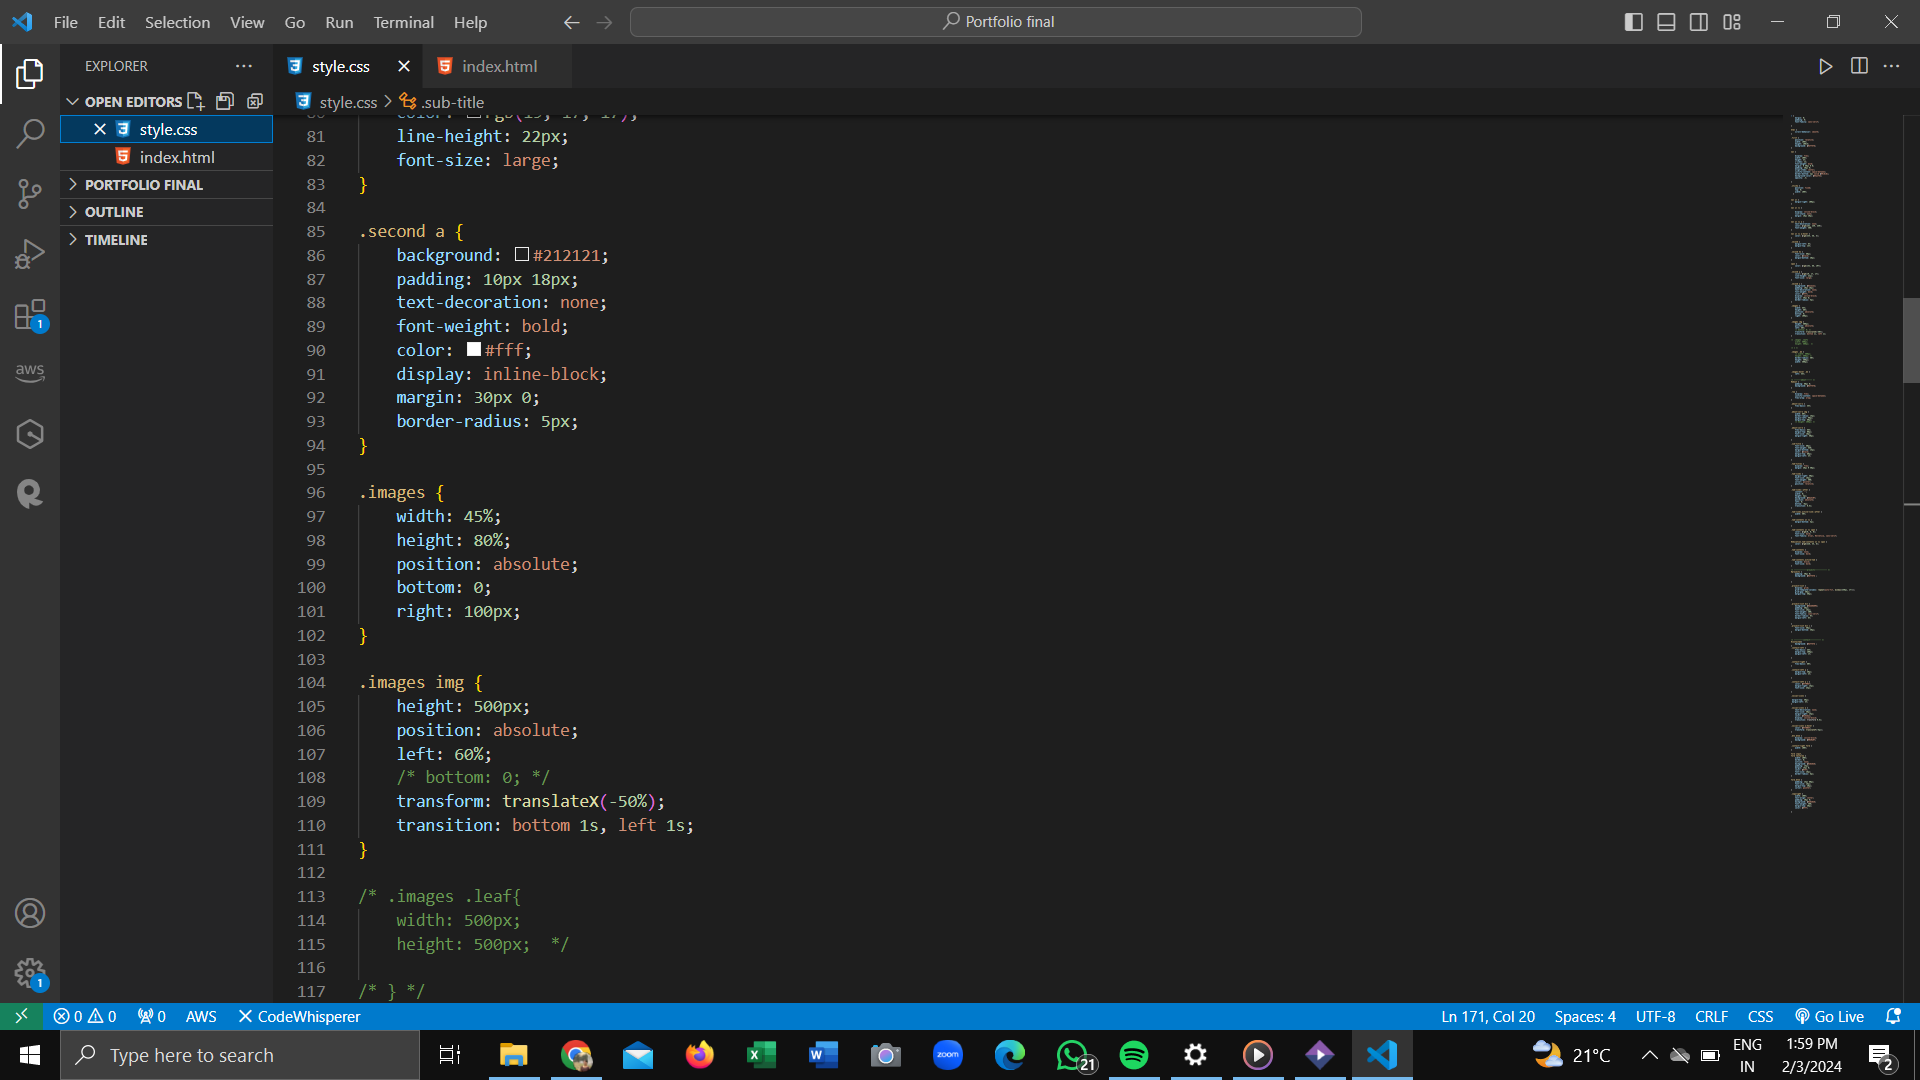 File Edit Selection View Go Run Terminal Help
Portfolio final
EXPLORER
OPEN EDITORS
style.css
index.html
PORTFOLIO FINAL
OUTLINE
TIMELINE
1
aws
1
style.css
index.html
style.css > .sub-title
81 line-height: 22px;
82 font-size: large;
83 }
84
85 .second a {
86 background: #212121;
87 padding: 10px 18px;
88 text-decoration: none;
89 font-weight: bold;
90 color: #fff;
91 display: inline-block;
92 margin: 30px 0;
93 border-radius: 5px;
94 }
95
96 .images {
97 width: 45%;
98 height: 80%;
99 position: absolute;
100 bottom: 0;
101 right: 100px;
102 }
103
104 .images img {
105 height: 500px;
106 position: absolute;
107 left: 60%;
108 /* bottom: 0; */
109 transform: translateX(-50%);
110 transition: bottom 1s, left 1s;
111 }
112
113 /* .images .leaf{
114 width: 500px;
115 height: 500px;  */
116
117 /* } */
0 0 0 AWS CodeWhisperer Ln 171, Col 20 Spaces: 4 UTF-8 CRLF CSS Go Live
Type here to search
zoom
21
21°C
ENG
IN
1:59 PM
2/3/2024
2